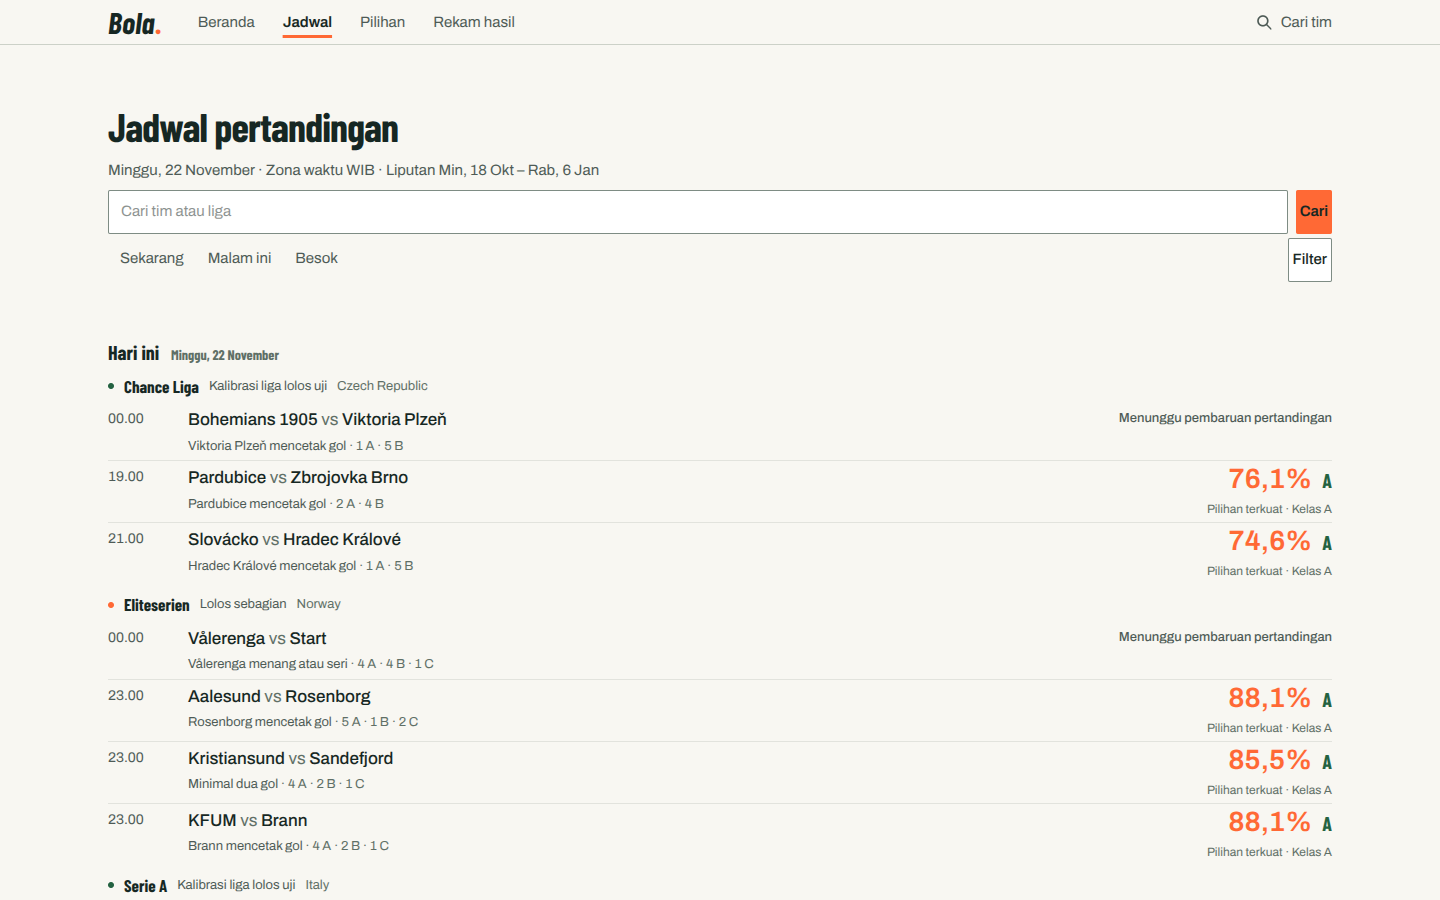 Bola. Beranda Jadwal Pilihan Rekam hasil Cari tim
Jadwal pertandingan
Minggu, 22 November · Zona waktu WIB · Liputan Min, 18 Okt – Rab, 6 Jan
Cari tim atau liga Cari
Sekarang Malam ini Besok Filter
Hari ini Minggu, 22 November
Chance Liga Kalibrasi liga lolos uji Czech Republic
00.00 Bohemians 1905 vs Viktoria Plzeň Menunggu pembaruan pertandingan
Viktoria Plzeň mencetak gol · 1 A · 5 B
19.00 Pardubice vs Zbrojovka Brno 76,1% A
Pardubice mencetak gol · 2 A · 4 B Pilihan terkuat · Kelas A
21.00 Slovácko vs Hradec Králové 74,6% A
Hradec Králové mencetak gol · 1 A · 5 B Pilihan terkuat · Kelas A
Eliteserien Lolos sebagian Norway
00.00 Vålerenga vs Start Menunggu pembaruan pertandingan
Vålerenga menang atau seri · 4 A · 4 B · 1 C
23.00 Aalesund vs Rosenborg 88,1% A
Rosenborg mencetak gol · 5 A · 1 B · 2 C Pilihan terkuat · Kelas A
23.00 Kristiansund vs Sandefjord 85,5% A
Minimal dua gol · 4 A · 2 B · 1 C Pilihan terkuat · Kelas A
23.00 KFUM vs Brann 88,1% A
Brann mencetak gol · 4 A · 2 B · 1 C Pilihan terkuat · Kelas A
Serie A Kalibrasi liga lolos uji Italy